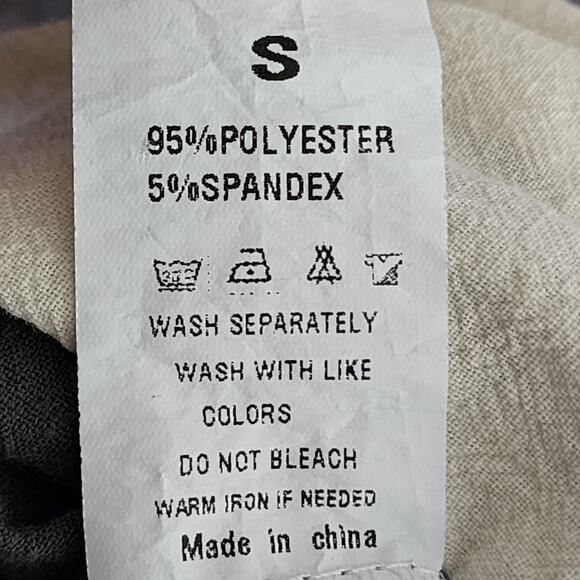 S
95%POLYESTER
5%SPANDEX
WASH SEPARATELY
WASH WITH LIKE
COLORS
DO NOT BLEACH
WARM IRON IF NEEDED
Made in china